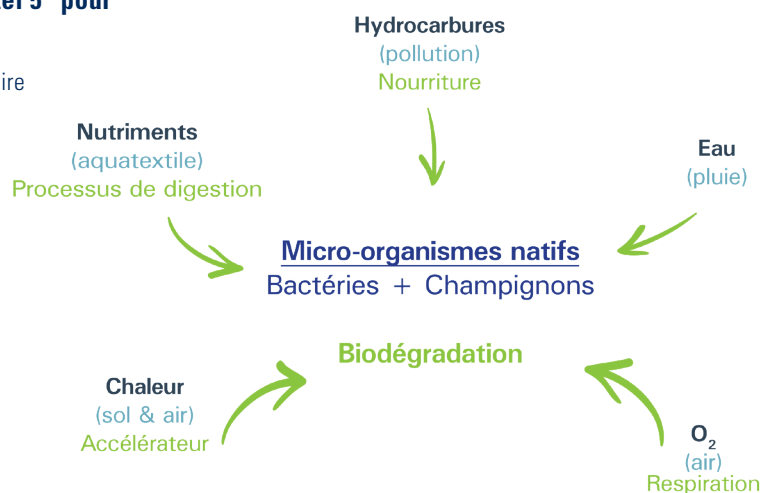 pour
Hydrocarbures
(pollution)
Nourriture
Nutriments
(aquatextile)
Processus de digestion
Eau
(pluie)
Micro-organismes natifs
Bactéries + Champignons
Biodégradation
Chaleur
(sol & air)
Accélérateur
O₂
(air)
Respiration